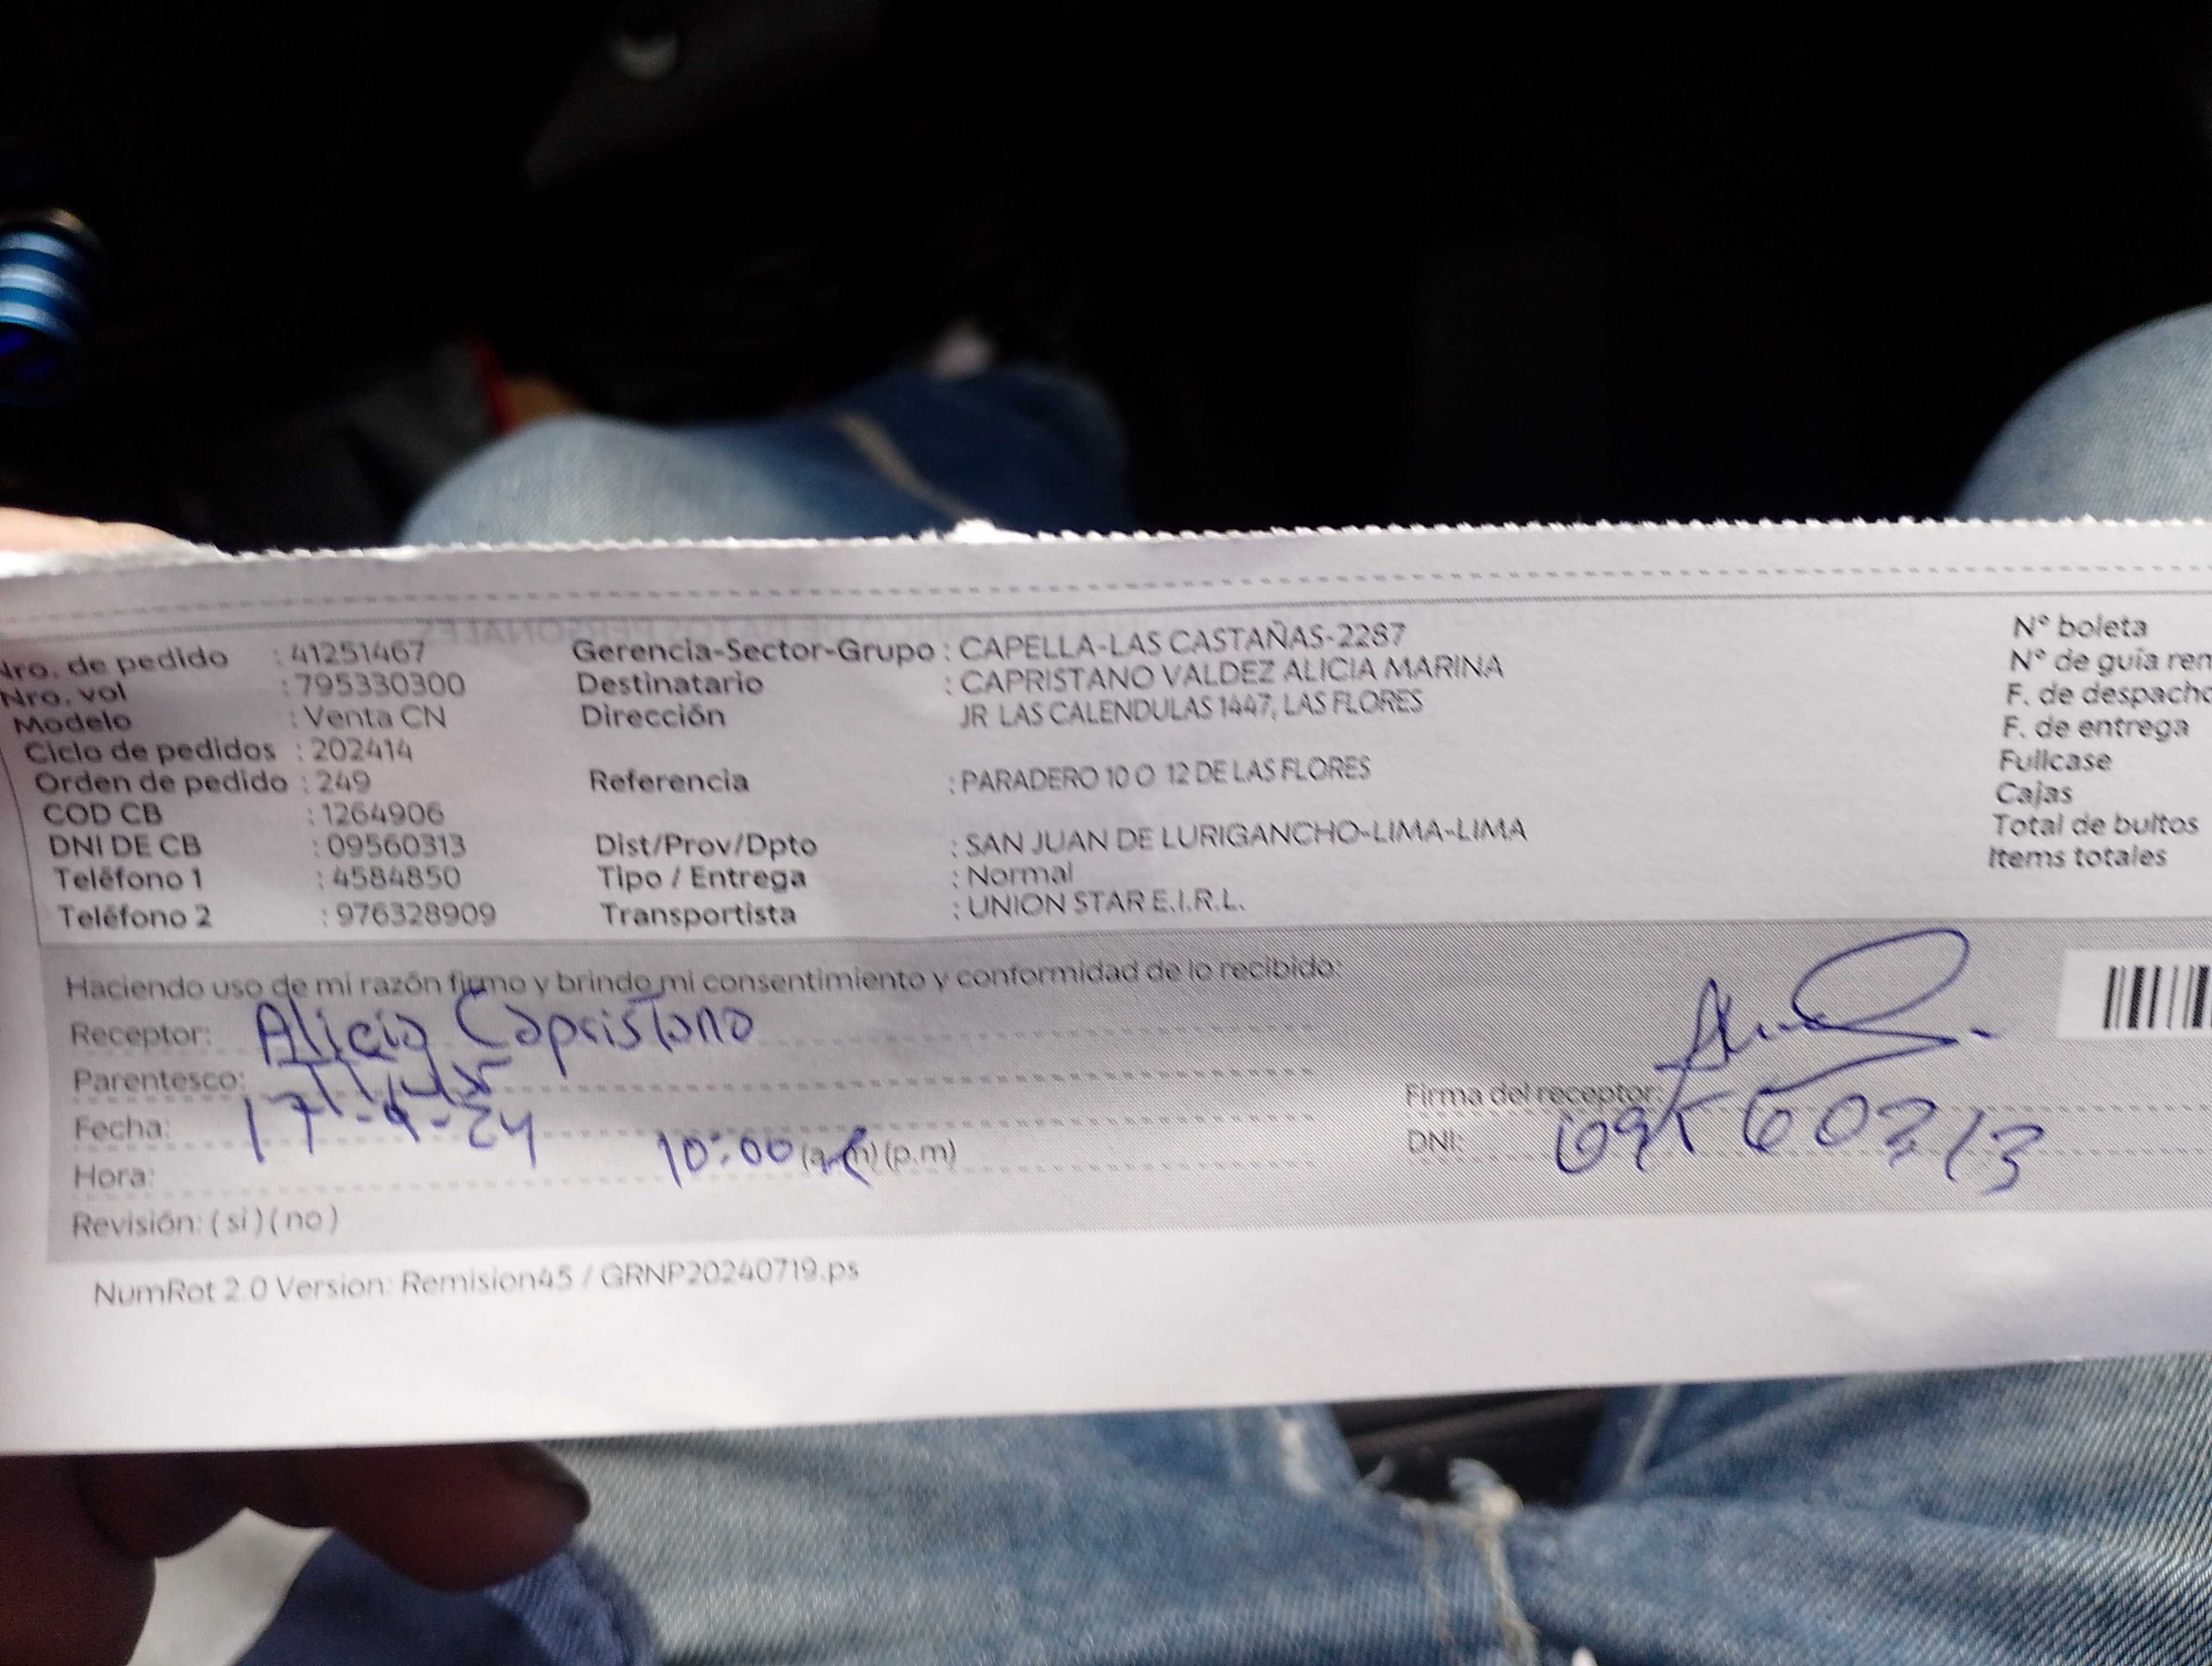 Nro. de pedido : 41251467 Gerencia-Sector-Grupo : CAPELLA-LAS CASTAÑAS-2287 N° boleta
Nro. vol : 795330300 Destinatario : CAPRISTANO VALDEZ ALICIA MARINA N° de guía rem
Modelo : Venta CN Dirección JR LAS CALENDULAS 1447, LAS FLORES F. de despacho
Ciclo de pedidos : 202414 F. de entrega
Orden de pedido : 249 Referencia : PARADERO 10 O 12 DE LAS FLORES Fullcase
COD CB : 1264906 Cajas
DNI DE CB : 09560313 Dist/Prov/Dpto : SAN JUAN DE LURIGANCHO-LIMA-LIMA Total de bultos
Teléfono 1 : 4584850 Tipo / Entrega : Normal Items totales
Teléfono 2 : 976328909 Transportista : UNION STAR E.I.R.L.
Haciendo uso de mi razón firmo y brindo mi consentimiento y conformidad de lo recibido:
Receptor: Alicia Capristano
Parentesco:
Fecha: 17-9-24
Hora: 10:00 (a.m) (p.m)
Revisión: ( si ) ( no )
Firma del receptor:
DNI: 09560313
NumRot 2.0 Version: Remision45 / GRNP20240719.ps